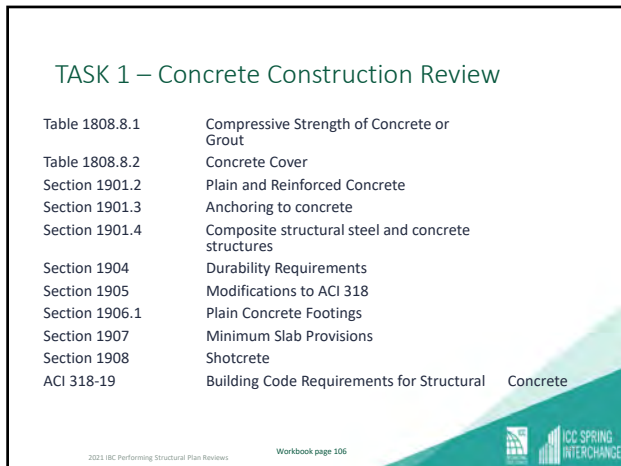 TASK 1 – Concrete Construction Review
Table 1808.8.1 Compressive Strength of Concrete or
Grout
Table 1808.8.2 Concrete Cover
Section 1901.2 Plain and Reinforced Concrete
Section 1901.3 Anchoring to concrete
Section 1901.4 Composite structural steel and concrete
structures
Section 1904 Durability Requirements
Section 1905 Modifications to ACI 318
Section 1906.1 Plain Concrete Footings
Section 1907 Minimum Slab Provisions
Section 1908 Shotcrete
ACI 318-19 Building Code Requirements for Structural Concrete
2021 IBC Performing Structural Plan Reviews
Workbook page 106
ICC SPRING
INTERCHANGE